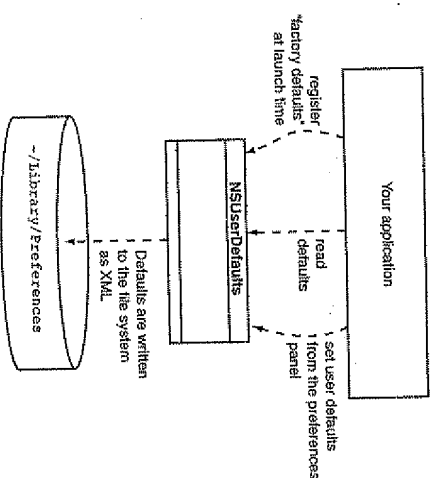 Your application
register
"factory defaults"
at launch time
read
defaults
set user defaults
from the preferences
panel
NSUserDefaults
Defaults are written
to the file system
as XML
~/Library/Preferences